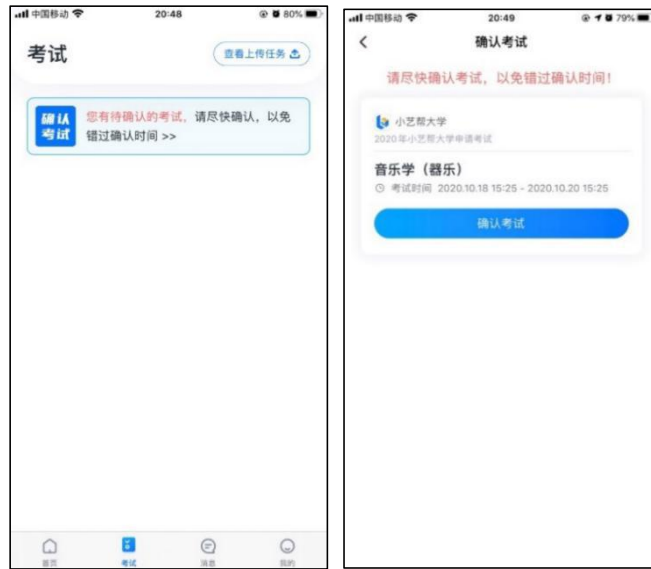 中国移动 20:48 80%
考试
查看上传任务
确认
考试
您有待确认的考试,请尽快确认,以免
错过确认时间 >>
首页 考试 消息 我的
中国移动 20:49 79%
确认考试
请尽快确认考试,以免错过确认时间!
小艺帮大学
2020年小艺帮大学申请考试
音乐学(器乐)
考试时间 2020.10.18 15:25 - 2020.10.20 15:25
确认考试